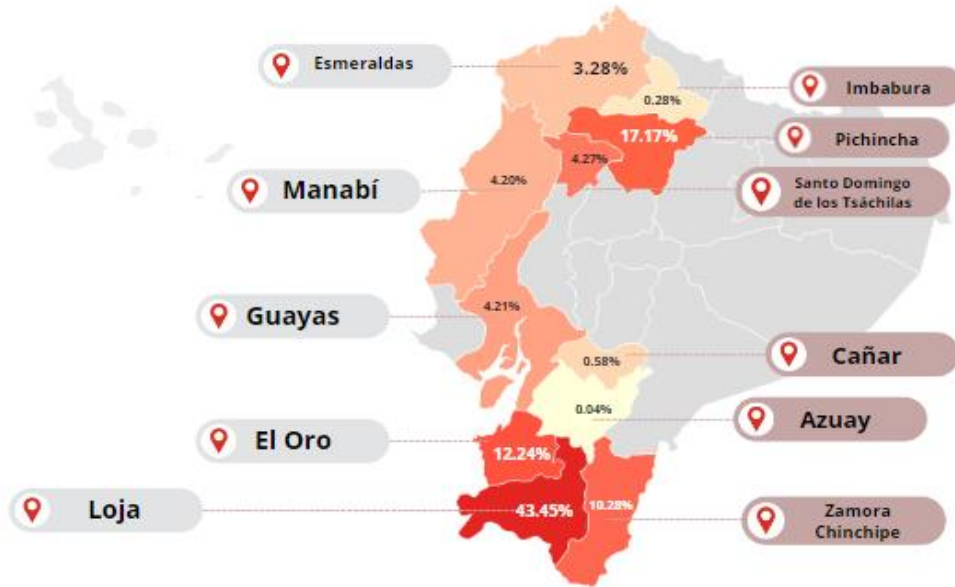 Esmeraldas
3.28%
Imbabura
0.28%
17.17%
Pichincha
4.27%
Manabí
4.20%
Santo Domingo
de los Tsáchilas
Guayas
4.21%
Cañar
0.58%
Azuay
0.04%
El Oro
12.24%
Loja
43.45%
10.28%
Zamora
Chinchipe